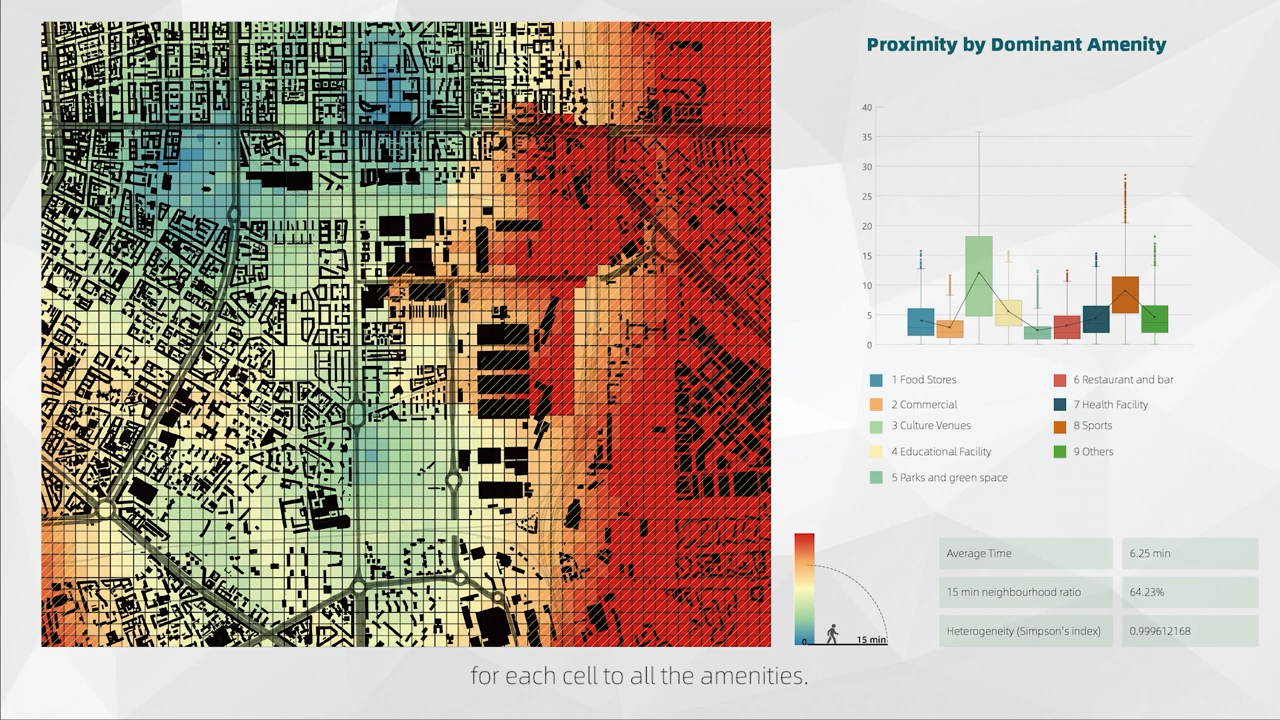 Proximity by Dominant Amenity
40
35
30
25
20
15
10
5
0
1 Food Stores
2 Commercial
3 Culture Venues
4 Educational Facility
5 Parks and green space
6 Restaurant and bar
7 Health Facility
8 Sports
9 Others
0
15 min
Average Time
6.25 min
15 min neighbourhood ratio
64.23%
Heterogeneity (Simpson's index)
0.999612168
for each cell to all the amenities.